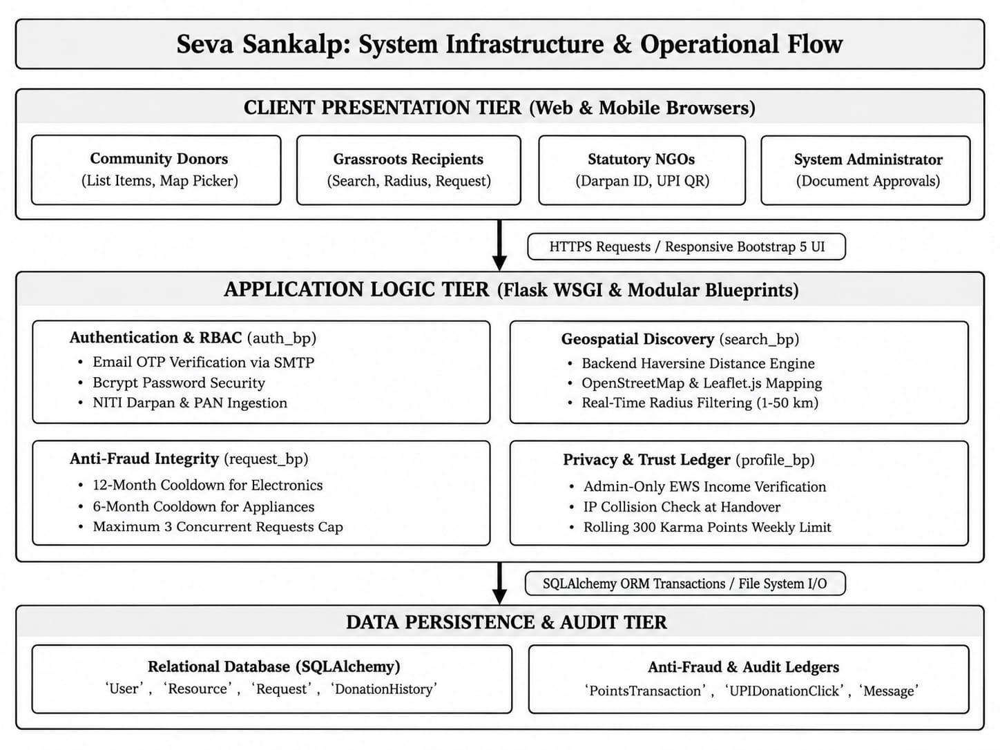 Seva Sankalp: System Infrastructure & Operational Flow
CLIENT PRESENTATION TIER (Web & Mobile Browsers)
Community Donors
(List Items, Map Picker)
Grassroots Recipients
(Search, Radius, Request)
Statutory NGOs
(Darpan ID, UPI QR)
System Administrator
(Document Approvals)
HTTPS Requests / Responsive Bootstrap 5 UI
APPLICATION LOGIC TIER (Flask WSGI & Modular Blueprints)
Authentication & RBAC (auth_bp)
• Email OTP Verification via SMTP
• Bcrypt Password Security
• NITI Darpan & PAN Ingestion
Geospatial Discovery (search_bp)
• Backend Haversine Distance Engine
• OpenStreetMap & Leaflet.js Mapping
• Real-Time Radius Filtering (1-50 km)
Anti-Fraud Integrity (request_bp)
• 12-Month Cooldown for Electronics
• 6-Month Cooldown for Appliances
• Maximum 3 Concurrent Requests Cap
Privacy & Trust Ledger (profile_bp)
• Admin-Only EWS Income Verification
• IP Collision Check at Handover
• Rolling 300 Karma Points Weekly Limit
SQLAlchemy ORM Transactions / File System I/O
DATA PERSISTENCE & AUDIT TIER
Relational Database (SQLAlchemy)
‘User’ , ‘Resource’ , ‘Request’ , ‘DonationHistory’
Anti-Fraud & Audit Ledgers
‘PointsTransaction’ , ‘UPIDonationClick’ , ‘Message’